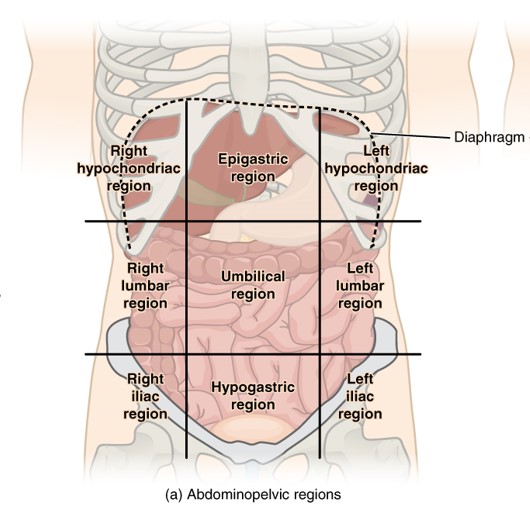 Diaphragm
Right
hypochondriac
region
Epigastric
region
Left
hypochondriac
region
Right
lumbar
region
Umbilical
region
Left
lumbar
region
Right
iliac
region
Hypogastric
region
Left
iliac
region
(a) Abdominopelvic regions